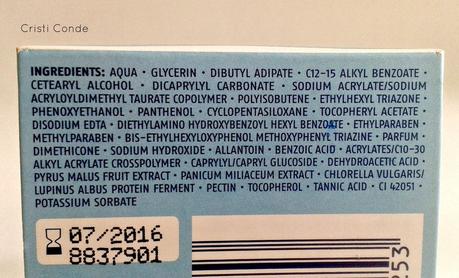 Cristi Conde
INGREDIENTS: AQUA · GLYCERIN · DIBUTYL ADIPATE · C12-15 ALKYL BENZOATE ·
CETEARYL ALCOHOL · DICAPRYLYL CARBONATE · SODIUM ACRYLATE/SODIUM
ACRYLOYLDIMETHYL TAURATE COPOLYMER · POLYISOBUTENE · ETHYLHEXYL TRIAZONE ·
PHENOXYETHANOL · PANTHENOL · CYCLOPENTASILOXANE · TOCOPHERYL ACETATE ·
DISODIUM EDTA · DIETHYLAMINO HYDROXYBENZOYL HEXYL BENZOATE · ETHYLPARABEN ·
METHYLPARABEN · BIS-ETHYLHEXYLOXYPHENOL METHOXYPHENYL TRIAZINE · PARFUM ·
DIMETHICONE · SODIUM HYDROXIDE · ALLANTOIN · BENZOIC ACID · ACRYLATES/C10-30
ALKYL ACRYLATE CROSSPOLYMER · CAPRYLYL/CAPRYL GLUCOSIDE · DEHYDROACETIC ACID ·
PYRUS MALUS FRUIT EXTRACT · PANICUM MILIACEUM EXTRACT · CHLORELLA VULGARIS/
LUPINUS ALBUS PROTEIN FERMENT · PECTIN · TOCOPHEROL · TANNIC ACID · CI 42051 ·
POTASSIUM SORBATE
07/2016
8837901
253